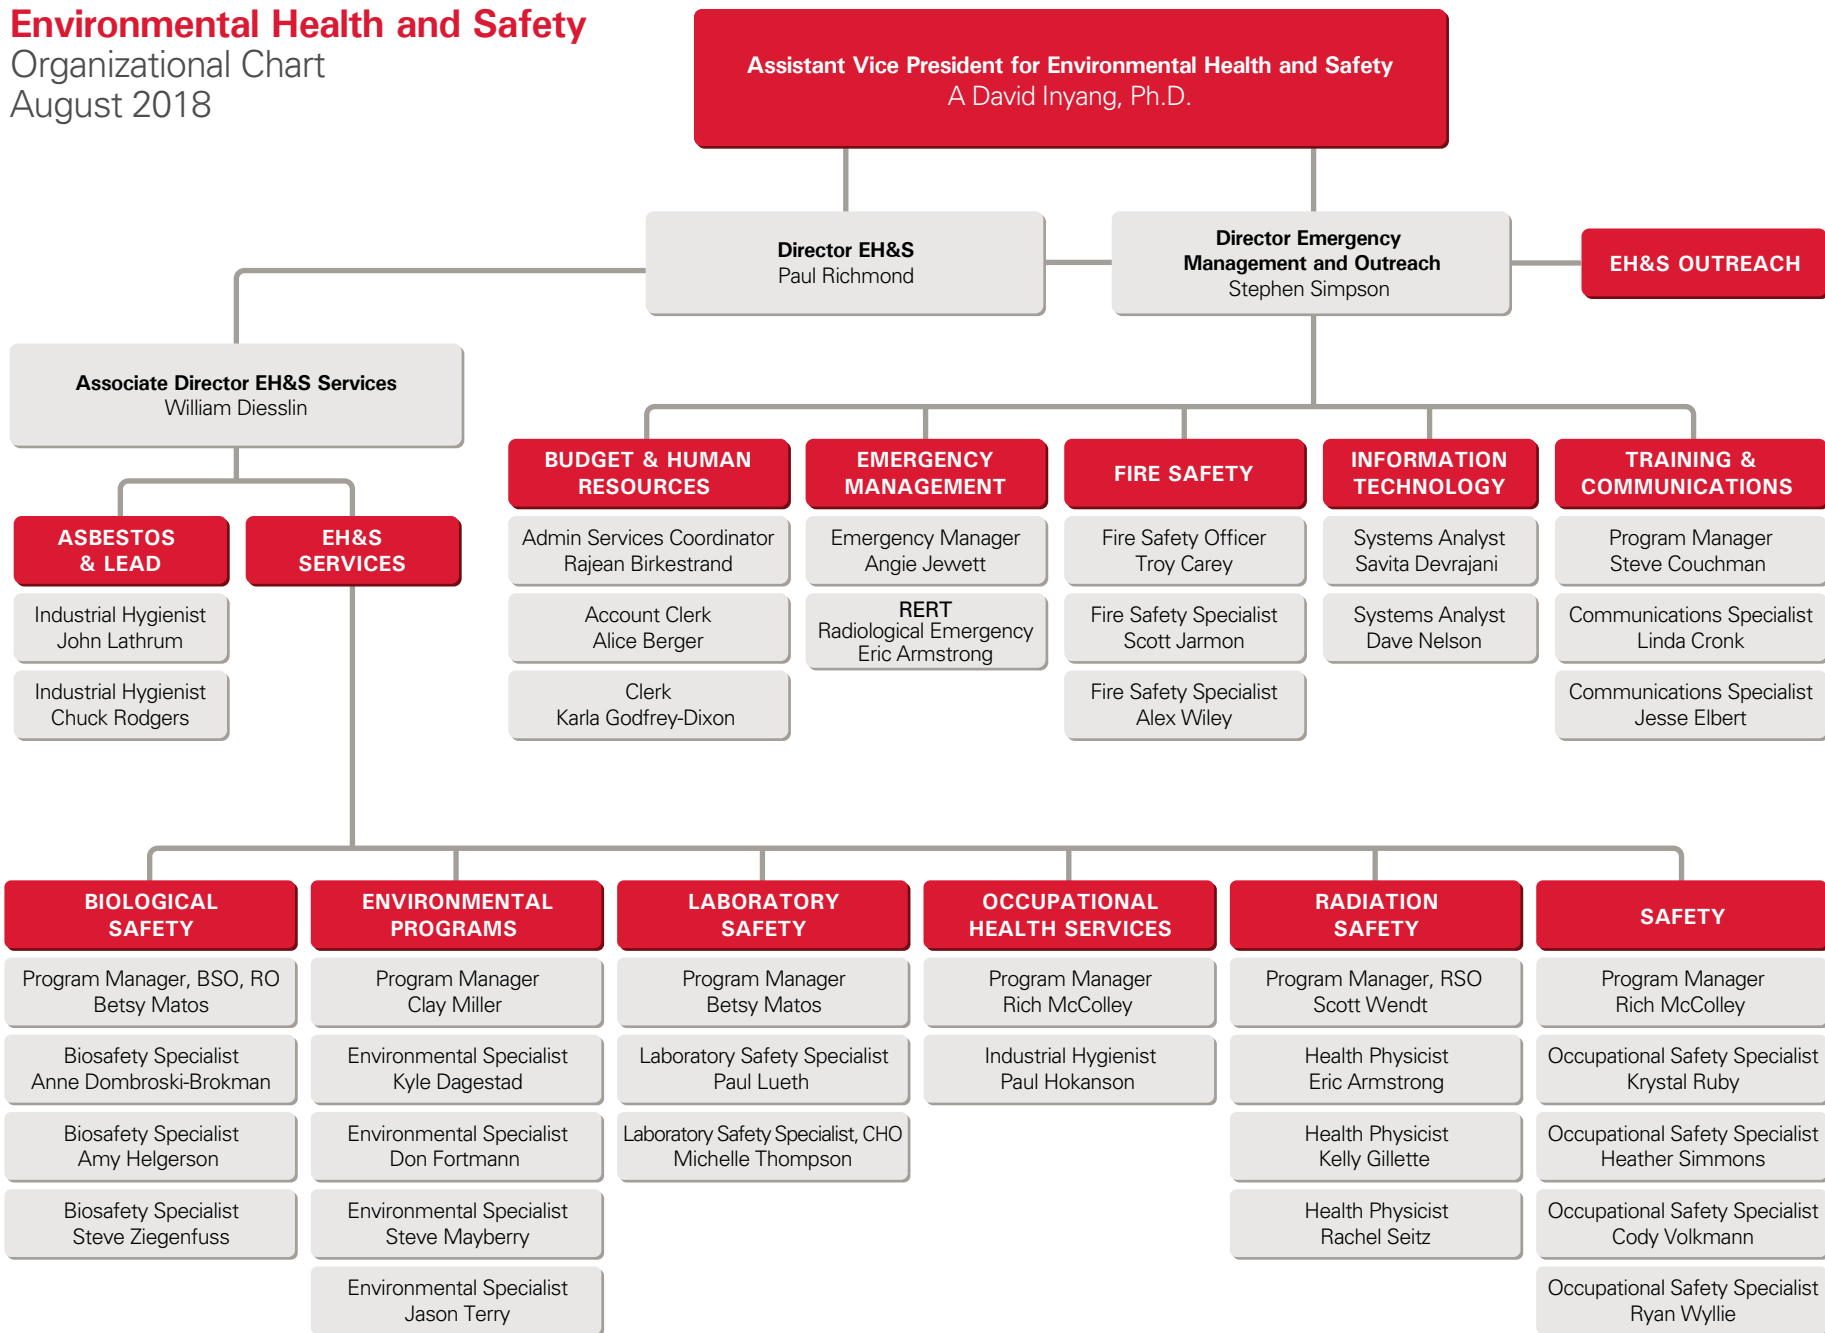 Environmental Health and Safety
Organizational Chart
August 2018
Assistant Vice President for Environmental Health and Safety
A David Inyang, Ph.D.
Director EH&S
Paul Richmond
Director Emergency
Management and Outreach
Stephen Simpson
EH&S OUTREACH
Associate Director EH&S Services
William Diesslin
ASBESTOS
& LEAD
Industrial Hygienist
John Lathrum
Industrial Hygienist
Chuck Rodgers
EH&S
SERVICES
BUDGET & HUMAN
RESOURCES
Admin Services Coordinator
Rajean Birkestrand
Account Clerk
Alice Berger
Clerk
Karla Godfrey-Dixon
EMERGENCY
MANAGEMENT
Emergency Manager
Angie Jewett
RERT
Radiological Emergency
Eric Armstrong
FIRE SAFETY
Fire Safety Officer
Troy Carey
Fire Safety Specialist
Scott Jarmon
Fire Safety Specialist
Alex Wiley
INFORMATION
TECHNOLOGY
Systems Analyst
Savita Devrajani
Systems Analyst
Dave Nelson
TRAINING &
COMMUNICATIONS
Program Manager
Steve Couchman
Communications Specialist
Linda Cronk
Communications Specialist
Jesse Elbert
BIOLOGICAL
SAFETY
Program Manager, BSO, RO
Betsy Matos
Biosafety Specialist
Anne Dombroski-Brokman
Biosafety Specialist
Amy Helgerson
Biosafety Specialist
Steve Ziegenfuss
ENVIRONMENTAL
PROGRAMS
Program Manager
Clay Miller
Environmental Specialist
Kyle Dagestad
Environmental Specialist
Don Fortmann
Environmental Specialist
Steve Mayberry
Environmental Specialist
Jason Terry
LABORATORY
SAFETY
Program Manager
Betsy Matos
Laboratory Safety Specialist
Paul Lueth
Laboratory Safety Specialist, CHO
Michelle Thompson
OCCUPATIONAL
HEALTH SERVICES
Program Manager
Rich McColley
Industrial Hygienist
Paul Hokanson
RADIATION
SAFETY
Program Manager, RSO
Scott Wendt
Health Physicist
Eric Armstrong
Health Physicist
Kelly Gillette
Health Physicist
Rachel Seitz
SAFETY
Program Manager
Rich McColley
Occupational Safety Specialist
Krystal Ruby
Occupational Safety Specialist
Heather Simmons
Occupational Safety Specialist
Cody Volkmann
Occupational Safety Specialist
Ryan Wyllie